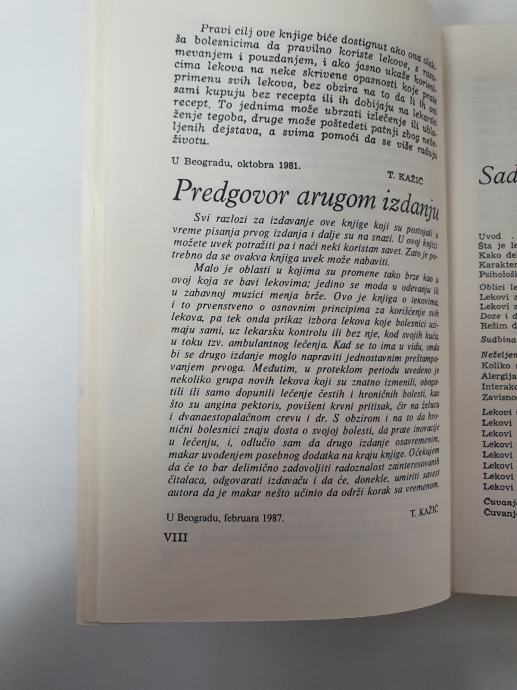 Pravi cilj ove knjige biće dostignut ako ona olak-
ša bolesnicima da pravilno koriste lekove, s razu-
mevanjem i pouzdanjem, i ako jasno ukaže korisni-
cima lekova na neke skrivene opasnosti koje prate
primenu svih lekova, bez obzira na to da li ih oni
sami kupuju bez recepta ili ih dobijaju na lekarski
recept. To jednima može ubrzati izlečenje ili ubla-
ženje tegoba, druge može poštedeti patnji zbog neže-
ljenih dejstava, a svima pomoći da se više raduju
životu.
U Beogradu, oktobra 1981.
T. KAŽIĆ
Predgovor drugom izdanju
Svi razlozi za izdavanje ove knjige koji su postojali u
vreme pisanja prvog izdanja i dalje su na snazi. U ovoj knjizi
možete uvek potražiti pa i naći neki koristan savet. Zato je po-
trebno da se ovakva knjiga uvek može nabaviti.
Malo je oblasti u kojima su promene tako brze kao u
ovoj koja se bavi lekovima; jedino se moda u odevanju ili
u zabavnoj muzici menja brže. Ovo je knjiga o lekovima,
i to prvenstveno o osnovnim principima za korišćenje svih
lekova, pa tek onda prikaz izbora lekova koje bolesnici uzi-
maju sami, uz lekarsku kontrolu ili bez nje, kod svojih kuća,
u toku tzv. ambulantnog lečenja. Kad se to ima u vidu, onda
bi se drugo izdanje moglo napraviti jednostavnim preštampa-
vanjem prvoga. Međutim, u proteklom periodu uvedeno je
nekoliko grupa novih lekova koji su znatno izmenili, oboga-
tili ili samo dopunili lečenje čestih i hroničnih bolesti, kao
što su angina pektoris, povišeni krvni pritisak, čir na želucu
i dvanaestopalačnom crevu i dr. S obzirom i na to da hro-
nični bolesnici znaju dosta o svojoj bolesti, da prate inovacije
u lečenju, i, odlučio sam da drugo izdanje osavremenim,
makar uvođenjem posebnog dodatka na kraju knjige. Očekujem
da će to bar delimično zadovoljiti radoznalost zainteresovanih
čitalaca, odgovarati izdavaču i da će, donekle, umiriti savest
autora da je makar nešto učinio da održi korak sa vremenom.
U Beogradu, februara 1987.
T. KAŽIĆ
VIII
Sad
Uvod .
Šta je l
Kako de
Karakter
Psihološk
Oblici le
Lekovi z
Lekovi z
Doze i d
Režim d
Sudbina
Neželjen
Koliko s
Alergija
Interako
Zavisnos
Lekovi s
Lekovi
Lekovi
Lekovi
Lekovi
Lekovi
Lekovi
Lekovi
Čuvanje
Čuvanje